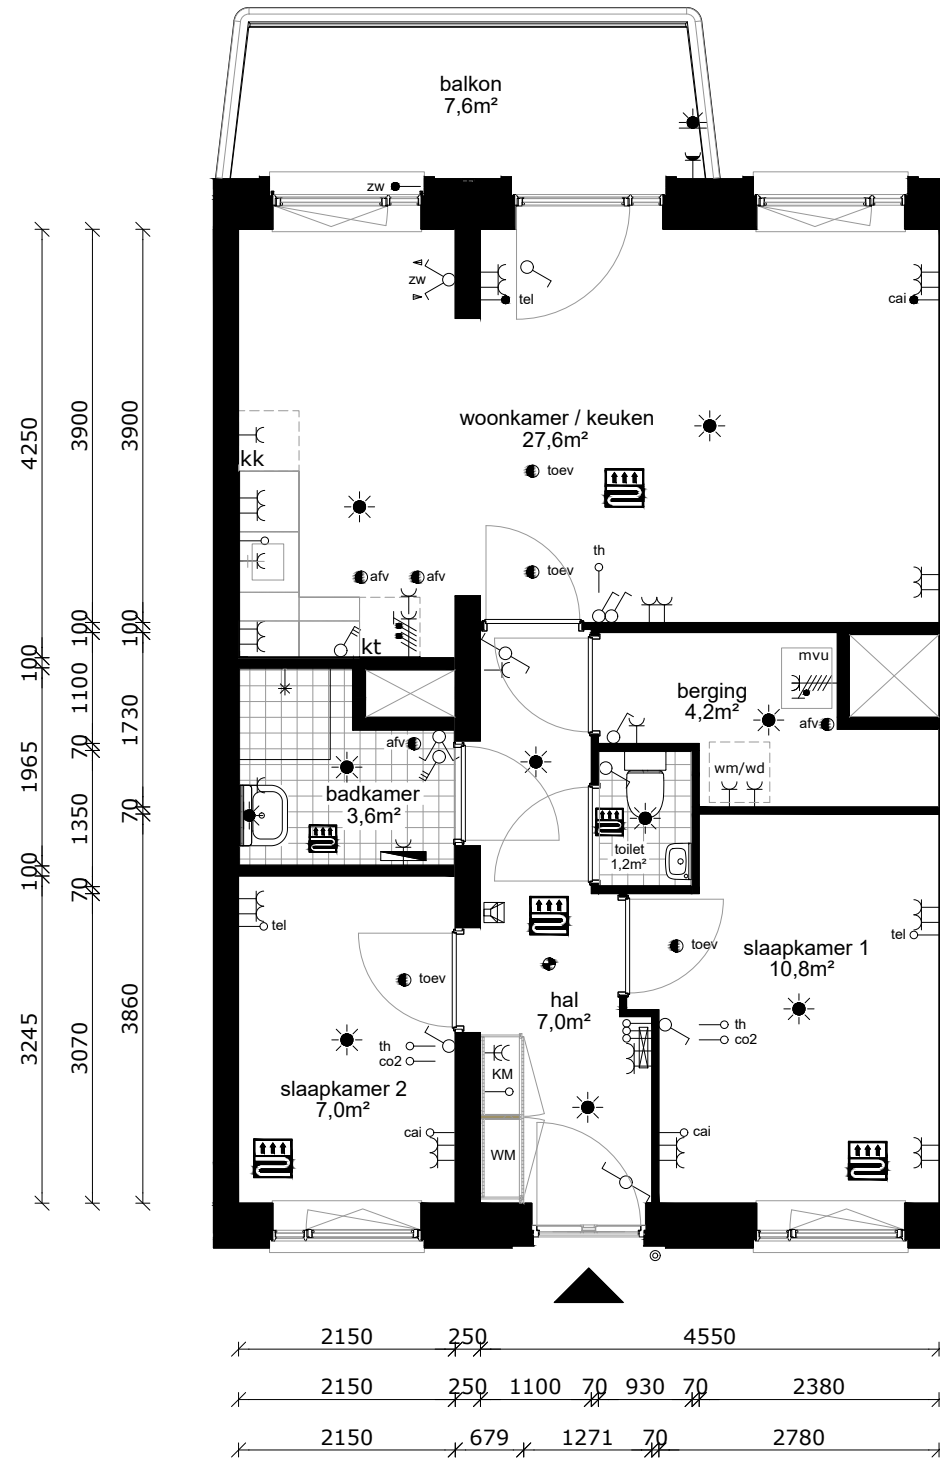 balkon
7,6m²
zw
zw
tel
cai
woonkamer / keuken
27,6m²
kk
toev
th
toev
afv
afv
kt
mvu
berging
4,2m²
afv
afv
wm/wd
badkamer
3,6m²
toilet
1,2m²
tel
tel
toev
toev
slaapkamer 1
10,8m²
hal
7,0m²
th
co2
th
co2
KM
slaapkamer 2
7,0m²
cai
cai
WM
4250
3900
3900
100
100
100
1100
1730
1965
70
1350
70
100
70
3245
3070
3860
2150
250
4550
2150
250
1100
70
930
70
2380
2150
679
1271
70
2780